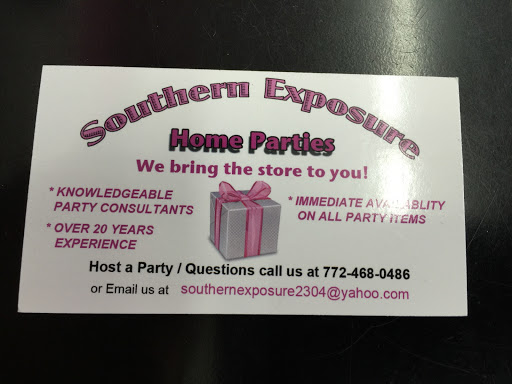 Southern Exposure
Home Parties
We bring the store to you!
* KNOWLEDGEABLE
PARTY CONSULTANTS
* OVER 20 YEARS
EXPERIENCE
* IMMEDIATE AVAILABLITY
ON ALL PARTY ITEMS
Host a Party / Questions call us at 772-468-0486
or Email us at southernexposure2304@yahoo.com